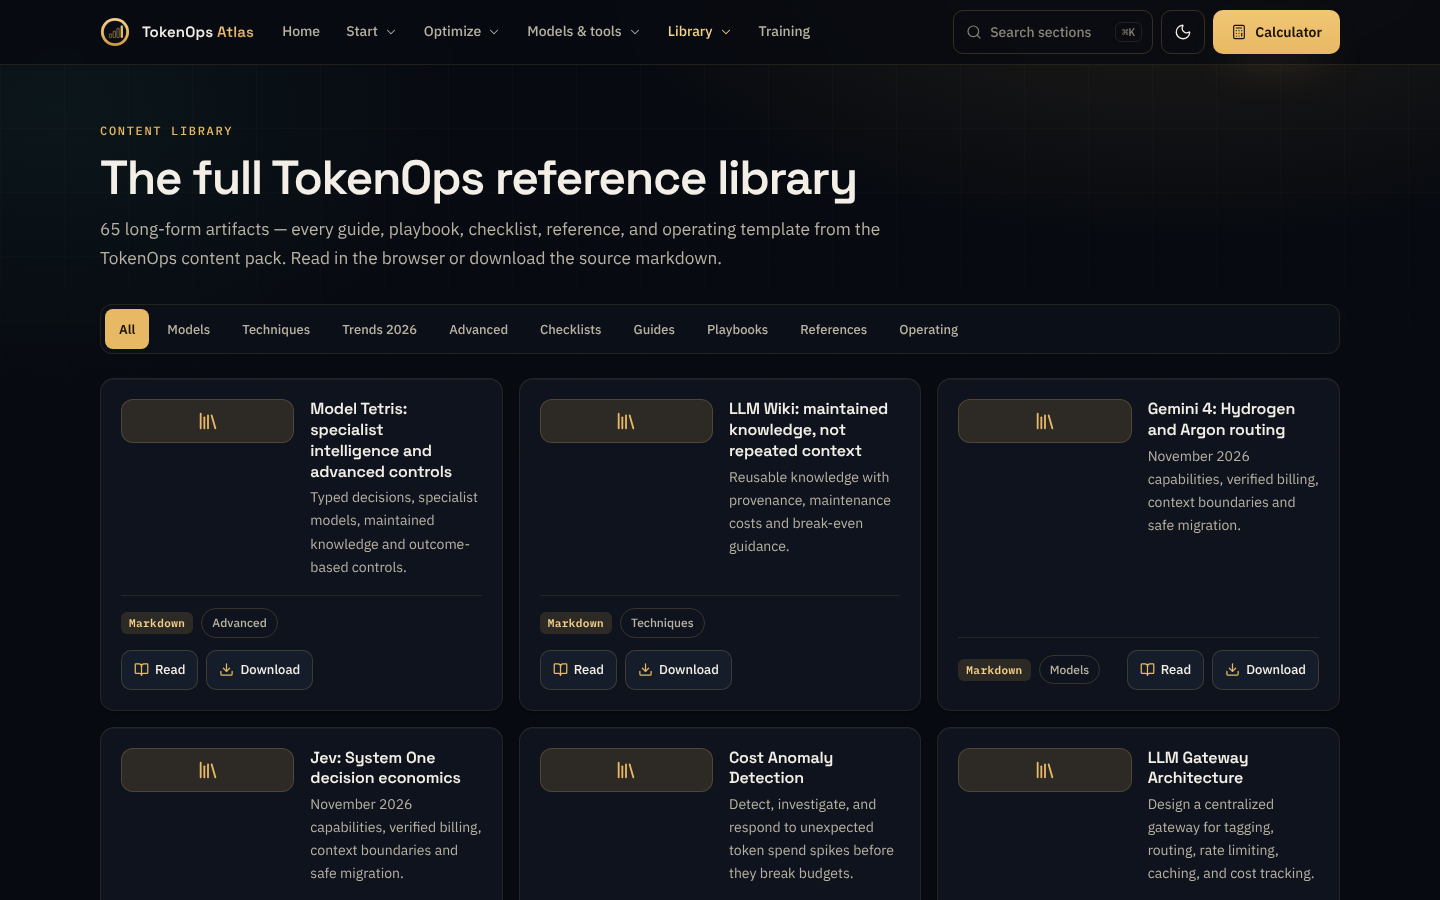 TokenOps Atlas
Home
Start
Optimize
Models & tools
Library
Training
Search sections
⌘K
Calculator
CONTENT LIBRARY
The full TokenOps reference library
65 long-form artifacts — every guide, playbook, checklist, reference, and operating template from the
TokenOps content pack. Read in the browser or download the source markdown.
All
Models
Techniques
Trends 2026
Advanced
Checklists
Guides
Playbooks
References
Operating
Model Tetris:
specialist
intelligence and
advanced controls
Typed decisions, specialist
models, maintained
knowledge and outcome-
based controls.
Markdown
Advanced
Read
Download
LLM Wiki: maintained
knowledge, not
repeated context
Reusable knowledge with
provenance, maintenance
costs and break-even
guidance.
Markdown
Techniques
Read
Download
Gemini 4: Hydrogen
and Argon routing
November 2026
capabilities, verified billing,
context boundaries and
safe migration.
Markdown
Models
Read
Download
Jev: System One
decision economics
November 2026
capabilities, verified billing,
context boundaries and
safe migration.
Cost Anomaly
Detection
Detect, investigate, and
respond to unexpected
token spend spikes before
they break budgets.
LLM Gateway
Architecture
Design a centralized
gateway for tagging,
routing, rate limiting,
caching, and cost tracking.